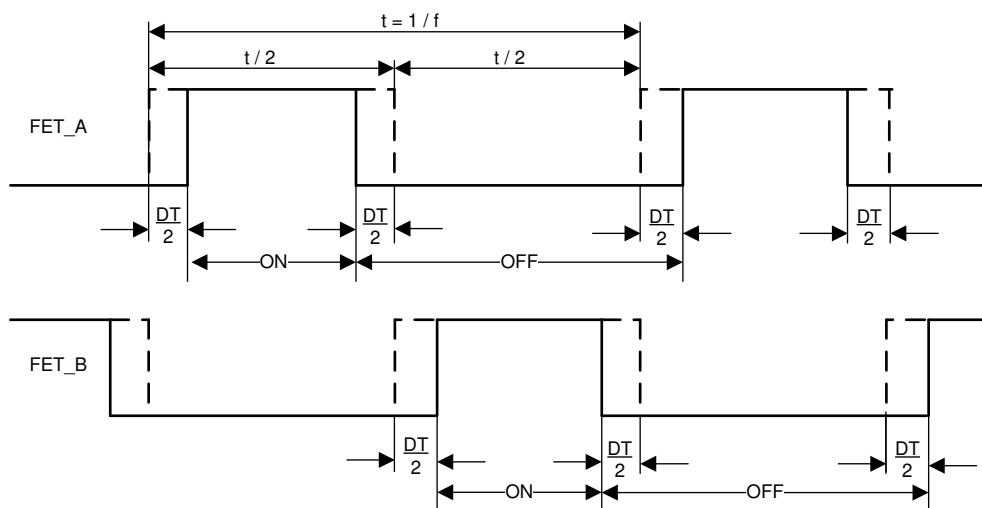 t = 1 / f
t / 2 t / 2
FET_A
DT DT DT DT
2 2 2 2
ON OFF
FET_B
DT DT DT
2 2 2
ON OFF